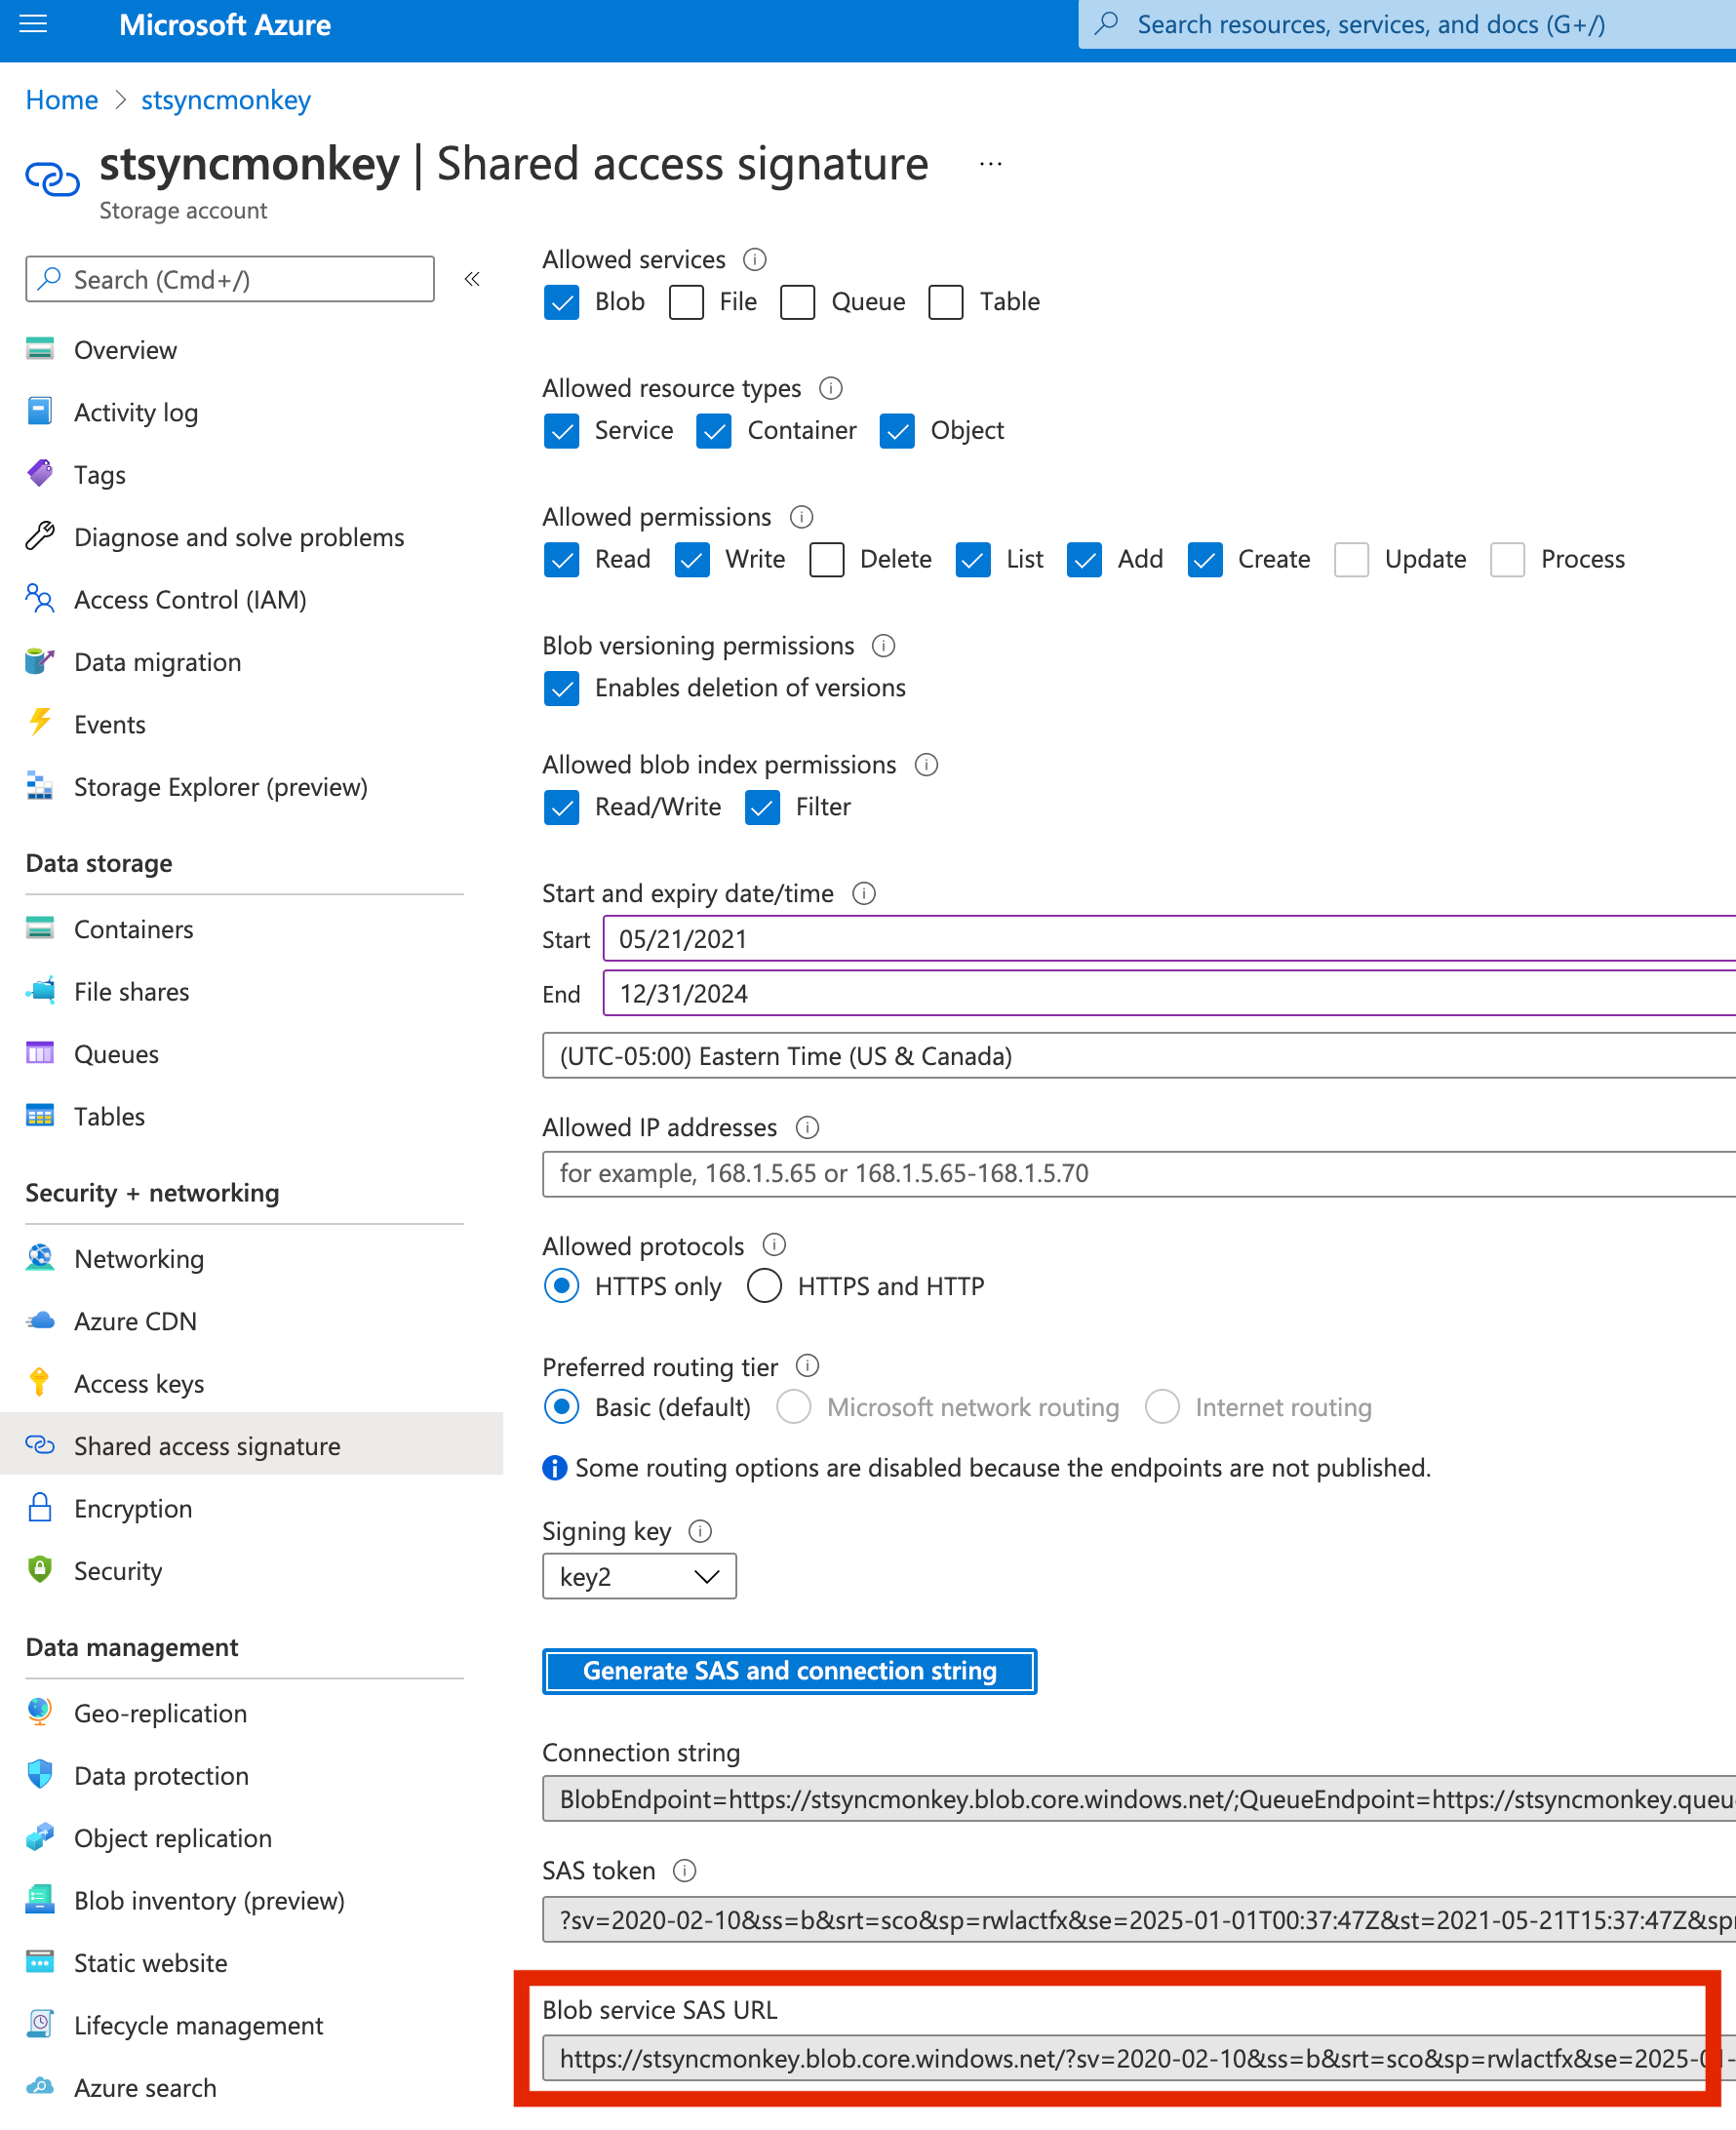 Microsoft Azure
Search resources, services, and docs (G+/)
Home > stsyncmonkey
stsyncmonkey | Shared access signature ...
Storage account
Search (Cmd+/)
«
Overview
Activity log
Tags
Diagnose and solve problems
Access Control (IAM)
Data migration
Events
Storage Explorer (preview)
Data storage
Containers
File shares
Queues
Tables
Security + networking
Networking
Azure CDN
Access keys
Shared access signature
Encryption
Security
Data management
Geo-replication
Data protection
Object replication
Blob inventory (preview)
Static website
Lifecycle management
Azure search
Allowed services
Blob File Queue Table
Allowed resource types
Service Container Object
Allowed permissions
Read Write Delete List Add Create Update Process
Blob versioning permissions
Enables deletion of versions
Allowed blob index permissions
Read/Write Filter
Start and expiry date/time
Start 05/21/2021
End 12/31/2024
(UTC-05:00) Eastern Time (US & Canada)
Allowed IP addresses
for example, 168.1.5.65 or 168.1.5.65-168.1.5.70
Allowed protocols
HTTPS only HTTPS and HTTP
Preferred routing tier
Basic (default) Microsoft network routing Internet routing
Some routing options are disabled because the endpoints are not published.
Signing key
key2
Generate SAS and connection string
Connection string
BlobEndpoint=https://stsyncmonkey.blob.core.windows.net/;QueueEndpoint=https://stsyncmonkey.queu
SAS token
?sv=2020-02-10&ss=b&srt=sco&sp=rwlactfx&se=2025-01-01T00:37:47Z&st=2021-05-21T15:37:47Z&sp
Blob service SAS URL
https://stsyncmonkey.blob.core.windows.net/?sv=2020-02-10&ss=b&srt=sco&sp=rwlactfx&se=2025-01-